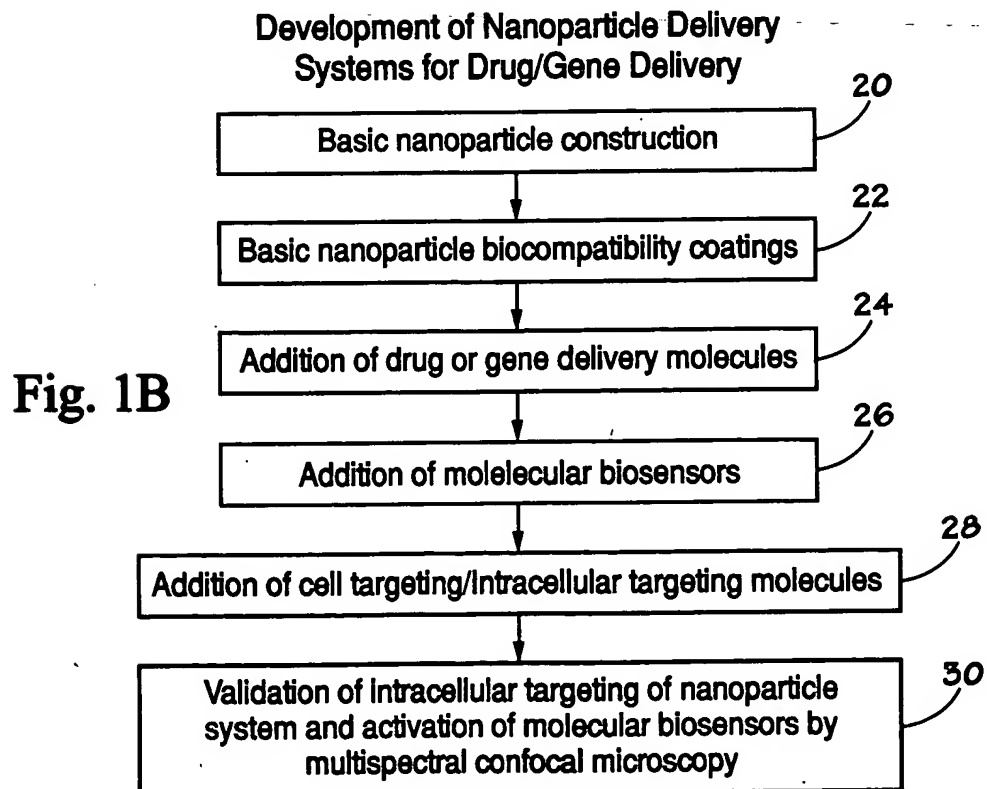 Development of Nanoparticle Delivery
Systems for Drug/Gene Delivery
20
Basic nanoparticle construction
22
Basic nanoparticle biocompatibility coatings
24
Addition of drug or gene delivery molecules
Fig. 1B
26
Addition of molelecular biosensors
28
Addition of cell targeting/Intracellular targeting molecules
30
Validation of intracellular targeting of nanoparticle
system and activation of molecular biosensors by
multispectral confocal microscopy